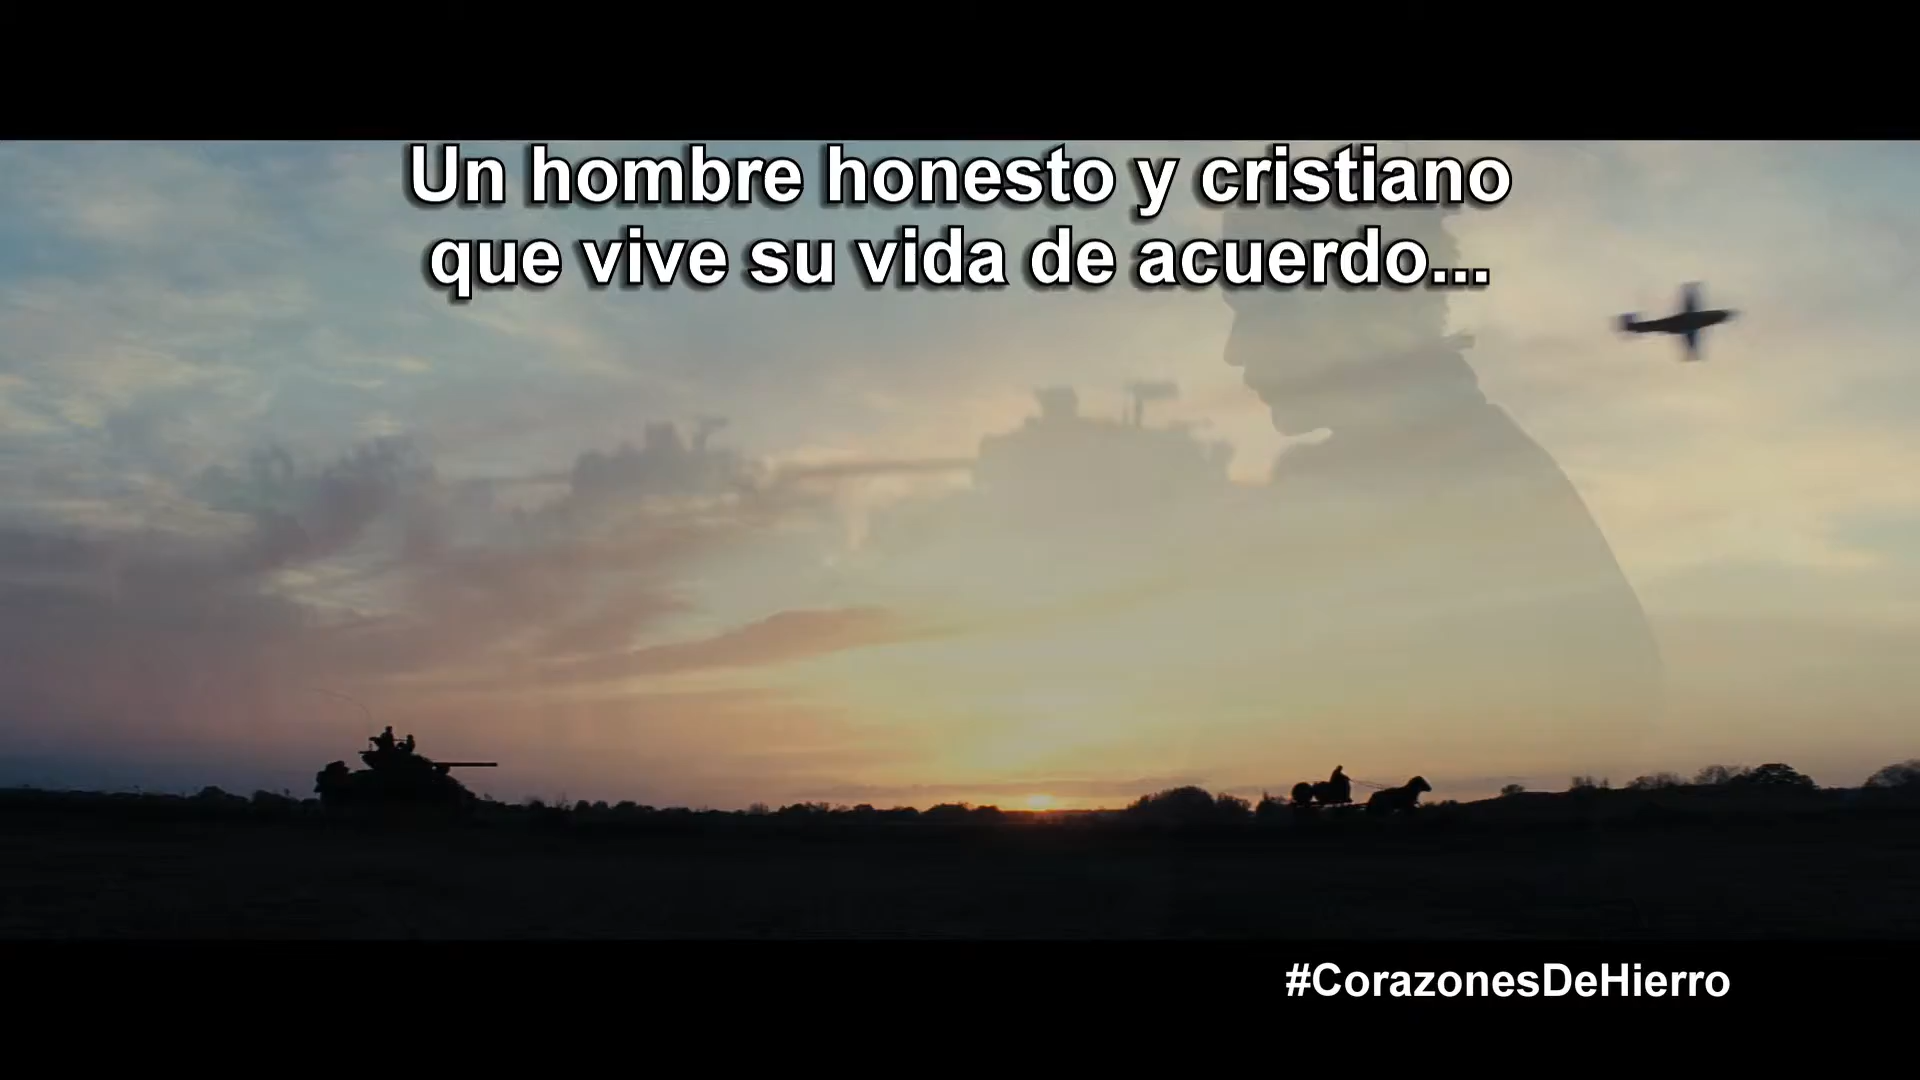 Un hombre honesto y cristiano
que vive su vida de acuerdo...
#CorazonesDeHierro